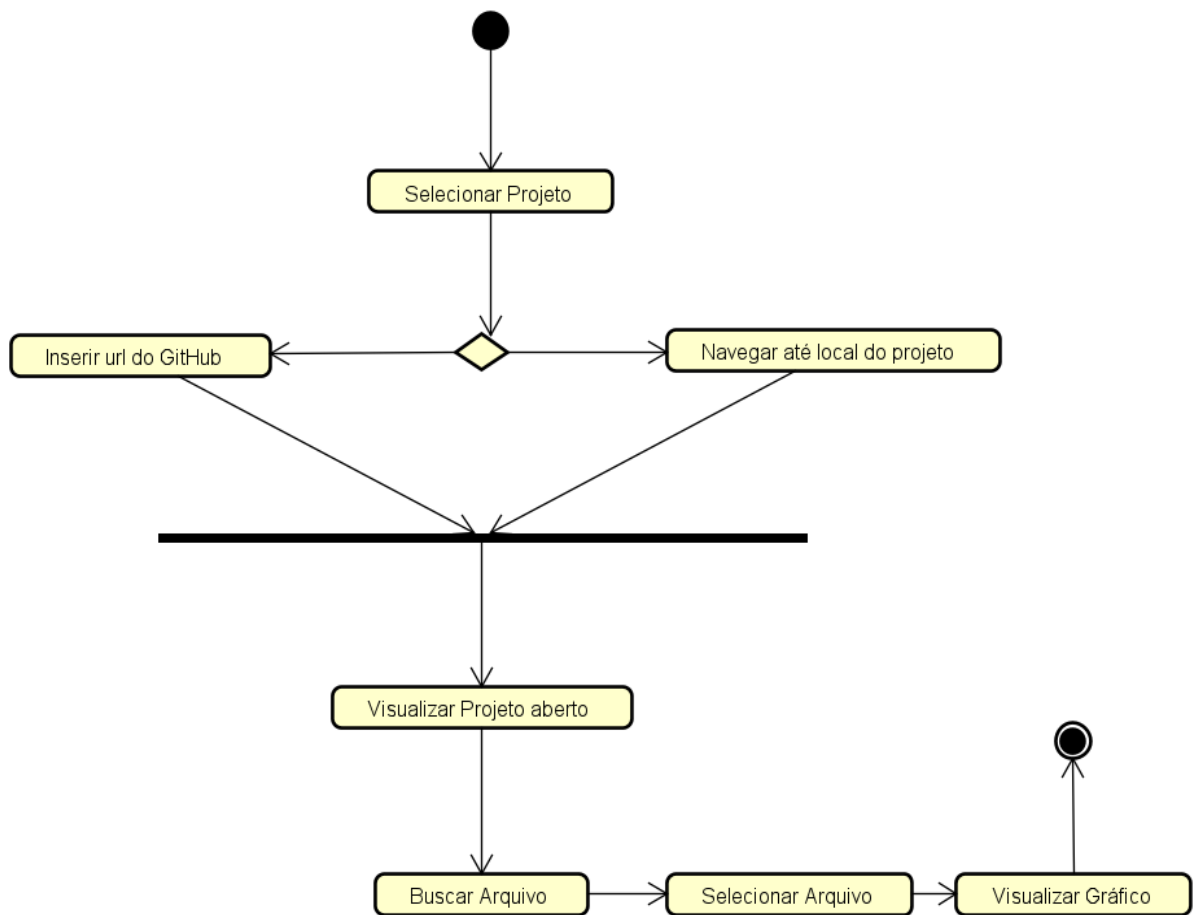 Selecionar Projeto
Inserir url do GitHub
Navegar até local do projeto
Visualizar Projeto aberto
Buscar Arquivo
Selecionar Arquivo
Visualizar Gráfico